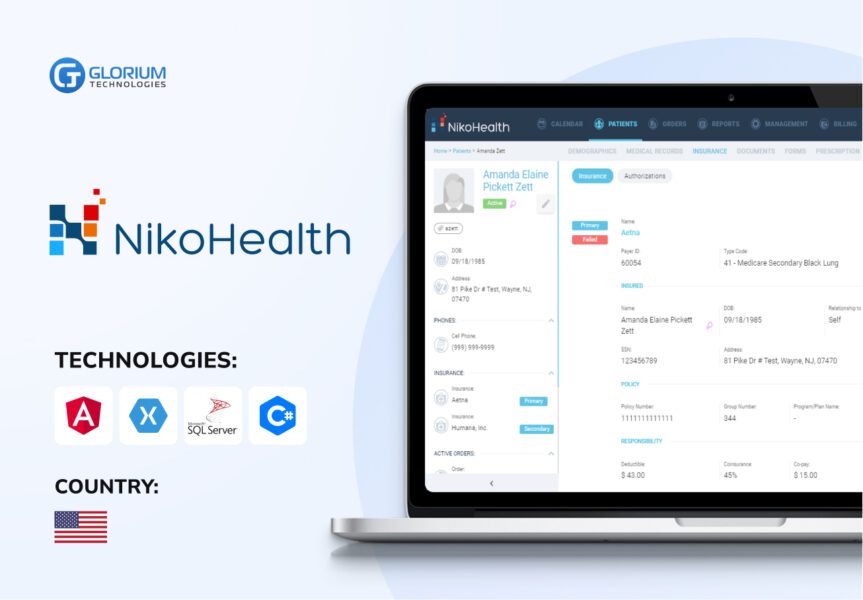 GLORIUM
TECHNOLOGIES
NikoHealth
TECHNOLOGIES:
A
X
Microsoft
SQL Server
C#
COUNTRY:
NikoHealth
CALENDAR PATIENTS ORDERS REPORTS MANAGEMENT BILLING
Home > Patients > Amanda Zett
DEMOGRAPHICS MEDICAL RECORDS INSURANCE DOCUMENTS FORMS PRESCRIPTION
Amanda Elaine
Pickett Zett
Active
azett
DOB:
09/18/1985
Address:
81 Pike Dr # Test, Wayne, NJ,
07470
PHONES:
Cell Phone:
(999) 999-9999
INSURANCE:
Insurance:
Aetna
Primary
Insurance:
Humana, Inc.
Secondary
ACTIVE ORDERS:
Order:
Insurance Authorizations
Primary
Failed
Name:
Aetna
Payer ID:
60054
Type Code:
41 - Medicare Secondary Black Lung
INSURED
Name:
Amanda Elaine Pickett
Zett
DOB:
09/18/1985
Relationship to
Self
SSN:
123456789
Address:
81 Pike Dr # Test, Wayne, NJ, 07470
POLICY
Policy Number:
1111111111111
Group Number:
344
Program/Plan Name:
-
RESPONSIBILITY
Deductible:
$ 43.00
Coinsurance:
45%
Co-pay:
$ 15.00